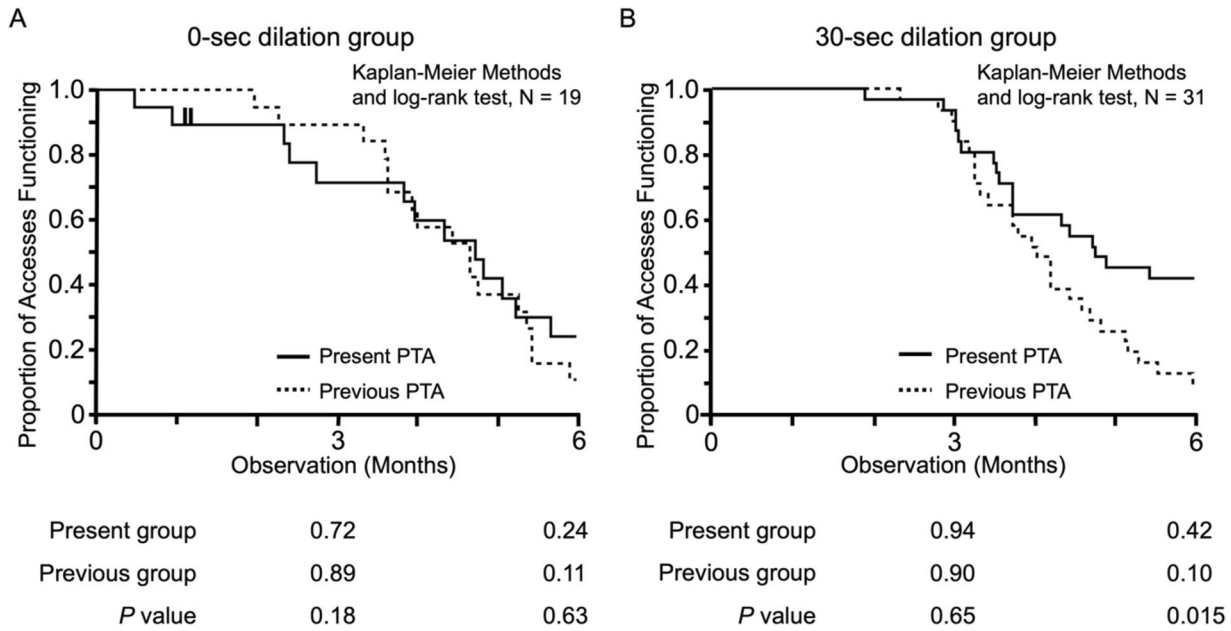 A
0-sec dilation group
Kaplan-Meier Methods
and log-rank test, N = 19
Proportion of Accesses Functioning
1.0
0.8
0.6
0.4
0.2
0
Present PTA
Previous PTA
0 3 6
Observation (Months)
Present group 0.72 0.24
Previous group 0.89 0.11
P value 0.18 0.63
B
30-sec dilation group
Kaplan-Meier Methods
and log-rank test, N = 31
Proportion of Accesses Functioning
1.0
0.8
0.6
0.4
0.2
0
Present PTA
Previous PTA
0 3 6
Observation (Months)
Present group 0.94 0.42
Previous group 0.90 0.10
P value 0.65 0.015